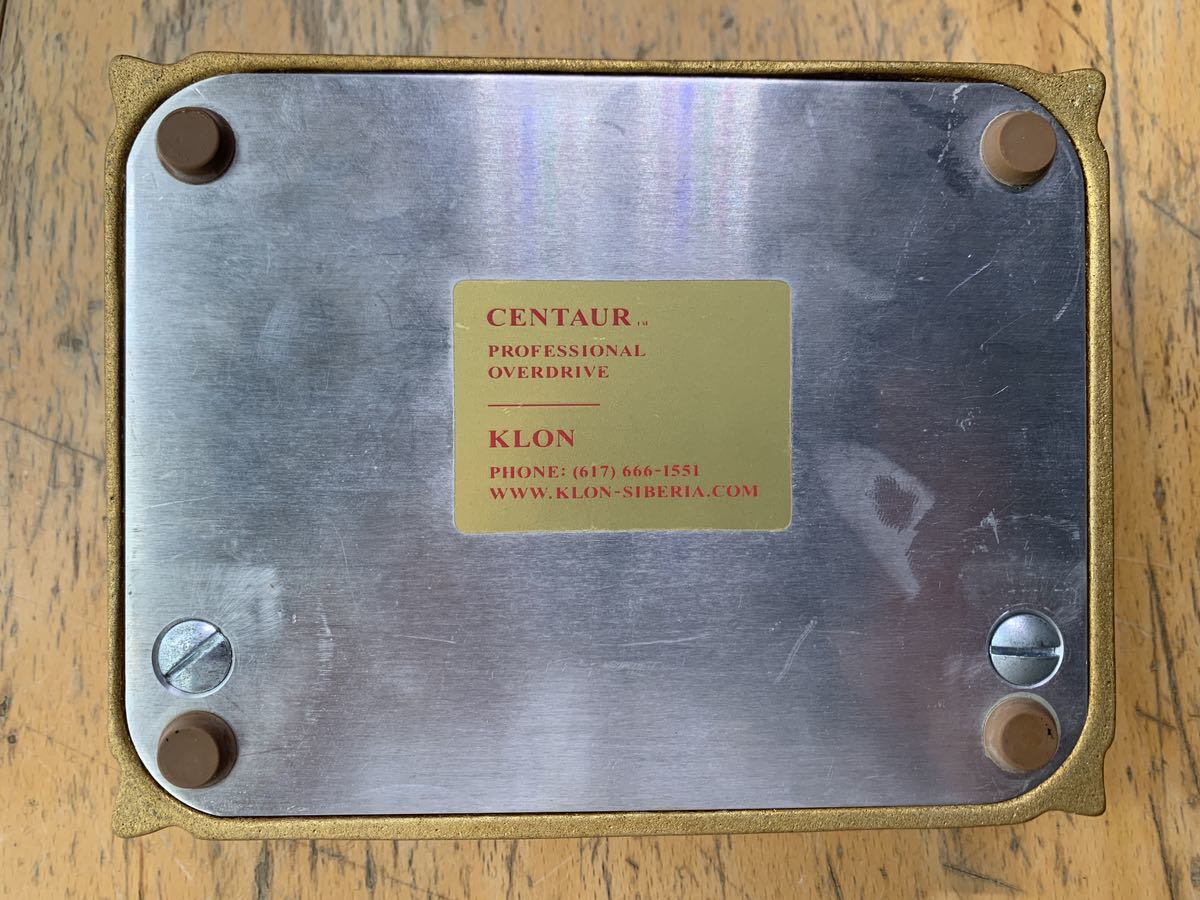 CENTAUR ™
PROFESSIONAL
OVERDRIVE
KLON
PHONE: (617) 666-1551
WWW.KLON-SIBERIA.COM